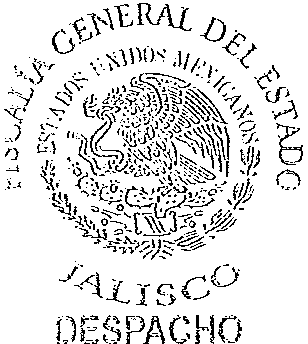 FISCALÍA GENERAL DEL ESTADO
ESTADOS UNIDOS MEXICANOS
JALISCO
DESPACHO